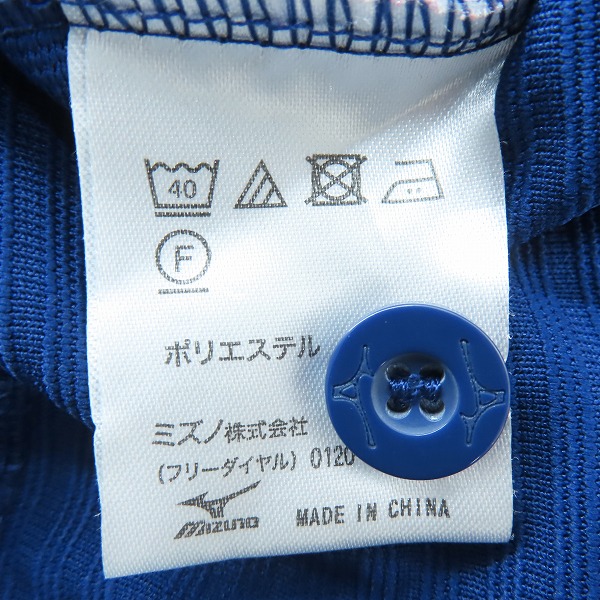 40
F
ポリエステル
ミズノ株式会社
(フリーダイヤル) 0120
MIZUNO
MADE IN CHINA